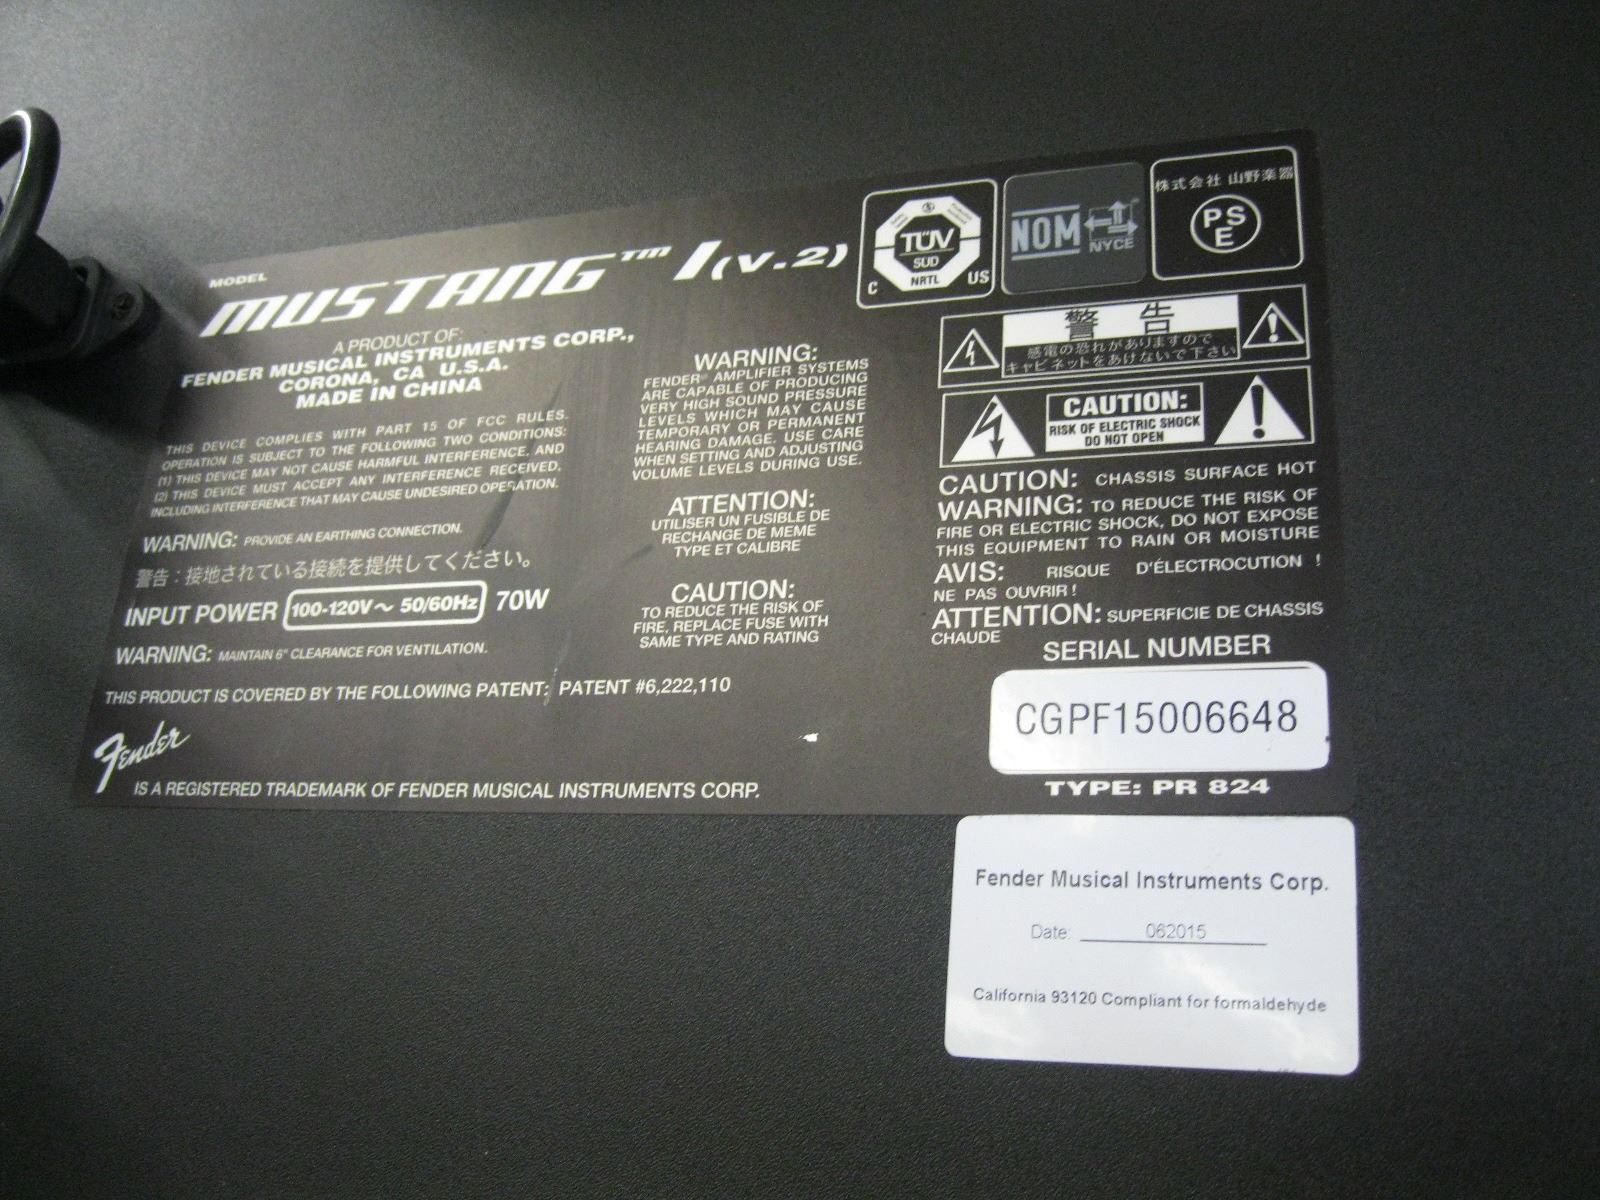 MODEL
MUSTANG™ I (V.2)
A PRODUCT OF:
FENDER MUSICAL INSTRUMENTS CORP.,
CORONA, CA U.S.A.
MADE IN CHINA
THIS DEVICE COMPLIES WITH PART 15 OF FCC RULES.
OPERATION IS SUBJECT TO THE FOLLOWING TWO CONDITIONS:
(1) THIS DEVICE MAY NOT CAUSE HARMFUL INTERFERENCE, AND
(2) THIS DEVICE MUST ACCEPT ANY INTERFERENCE RECEIVED,
INCLUDING INTERFERENCE THAT MAY CAUSE UNDESIRED OPERATION.
WARNING: PROVIDE AN EARTHING CONNECTION.
警告：接地されている接続を提供してください。
INPUT POWER 100-120V～ 50/60Hz 70W
WARNING: MAINTAIN 6" CLEARANCE FOR VENTILATION.
THIS PRODUCT IS COVERED BY THE FOLLOWING PATENT: PATENT #6,222,110
Fender
IS A REGISTERED TRADEMARK OF FENDER MUSICAL INSTRUMENTS CORP.
WARNING:
FENDER® AMPLIFIER SYSTEMS
ARE CAPABLE OF PRODUCING
VERY HIGH SOUND PRESSURE
LEVELS WHICH MAY CAUSE
TEMPORARY OR PERMANENT
HEARING DAMAGE. USE CARE
WHEN SETTING AND ADJUSTING
VOLUME LEVELS DURING USE.
ATTENTION:
UTILISER UN FUSIBLE DE
RECHANGE DE MEME
TYPE ET CALIBRE
CAUTION:
TO REDUCE THE RISK OF
FIRE, REPLACE FUSE WITH
SAME TYPE AND RATING
TÜV
SUD
NRTL
C US
NOM
NYCE
株式会社 山野楽器
PS
E
警 告
感電の恐れがありますので
キャビネットをあけないで下さい
CAUTION:
RISK OF ELECTRIC SHOCK
DO NOT OPEN
CAUTION: CHASSIS SURFACE HOT
WARNING: TO REDUCE THE RISK OF
FIRE OR ELECTRIC SHOCK, DO NOT EXPOSE
THIS EQUIPMENT TO RAIN OR MOISTURE
AVIS: RISQUE D'ÉLECTROCUTION !
NE PAS OUVRIR !
ATTENTION: SUPERFICIE DE CHASSIS
CHAUDE
SERIAL NUMBER
CGPF15006648
TYPE: PR 824
Fender Musical Instruments Corp.
Date: 062015
California 93120 Compliant for formaldehyde